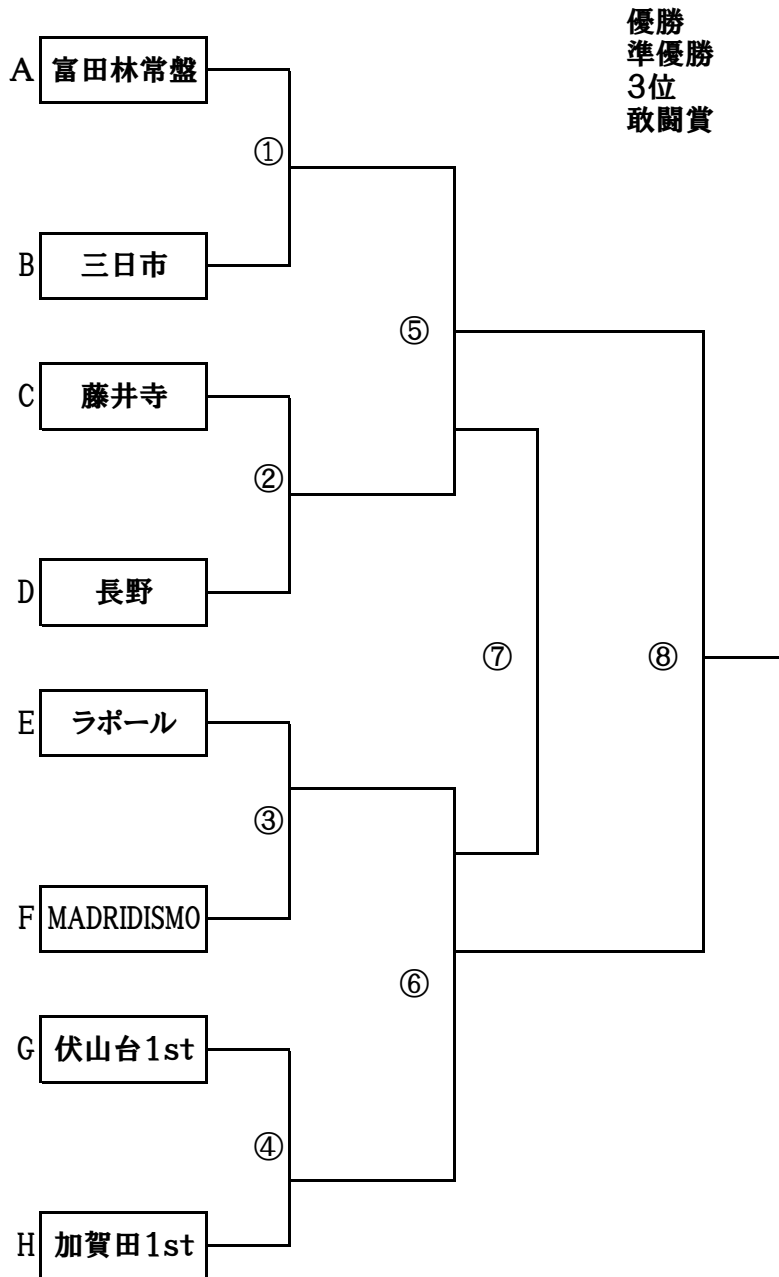 優勝
準優勝
3位
敢闘賞
A 富田林常盤
①
B 三日市
⑤
C 藤井寺
②
D 長野
⑦ ⑧
E ラポール
③
F MADRIDISMO
⑥
G 伏山台1st
④
H 加賀田1st